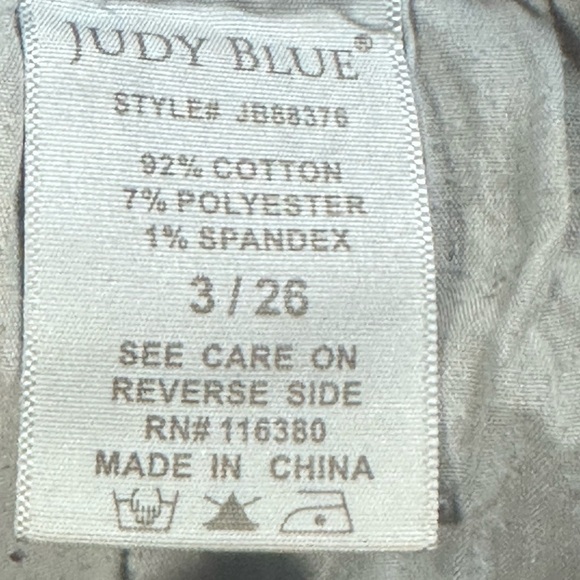 JUDY BLUE®
STYLE# JB88376
92% COTTON
7% POLYESTER
1% SPANDEX
3 / 26
SEE CARE ON
REVERSE SIDE
RN# 116380
MADE IN CHINA